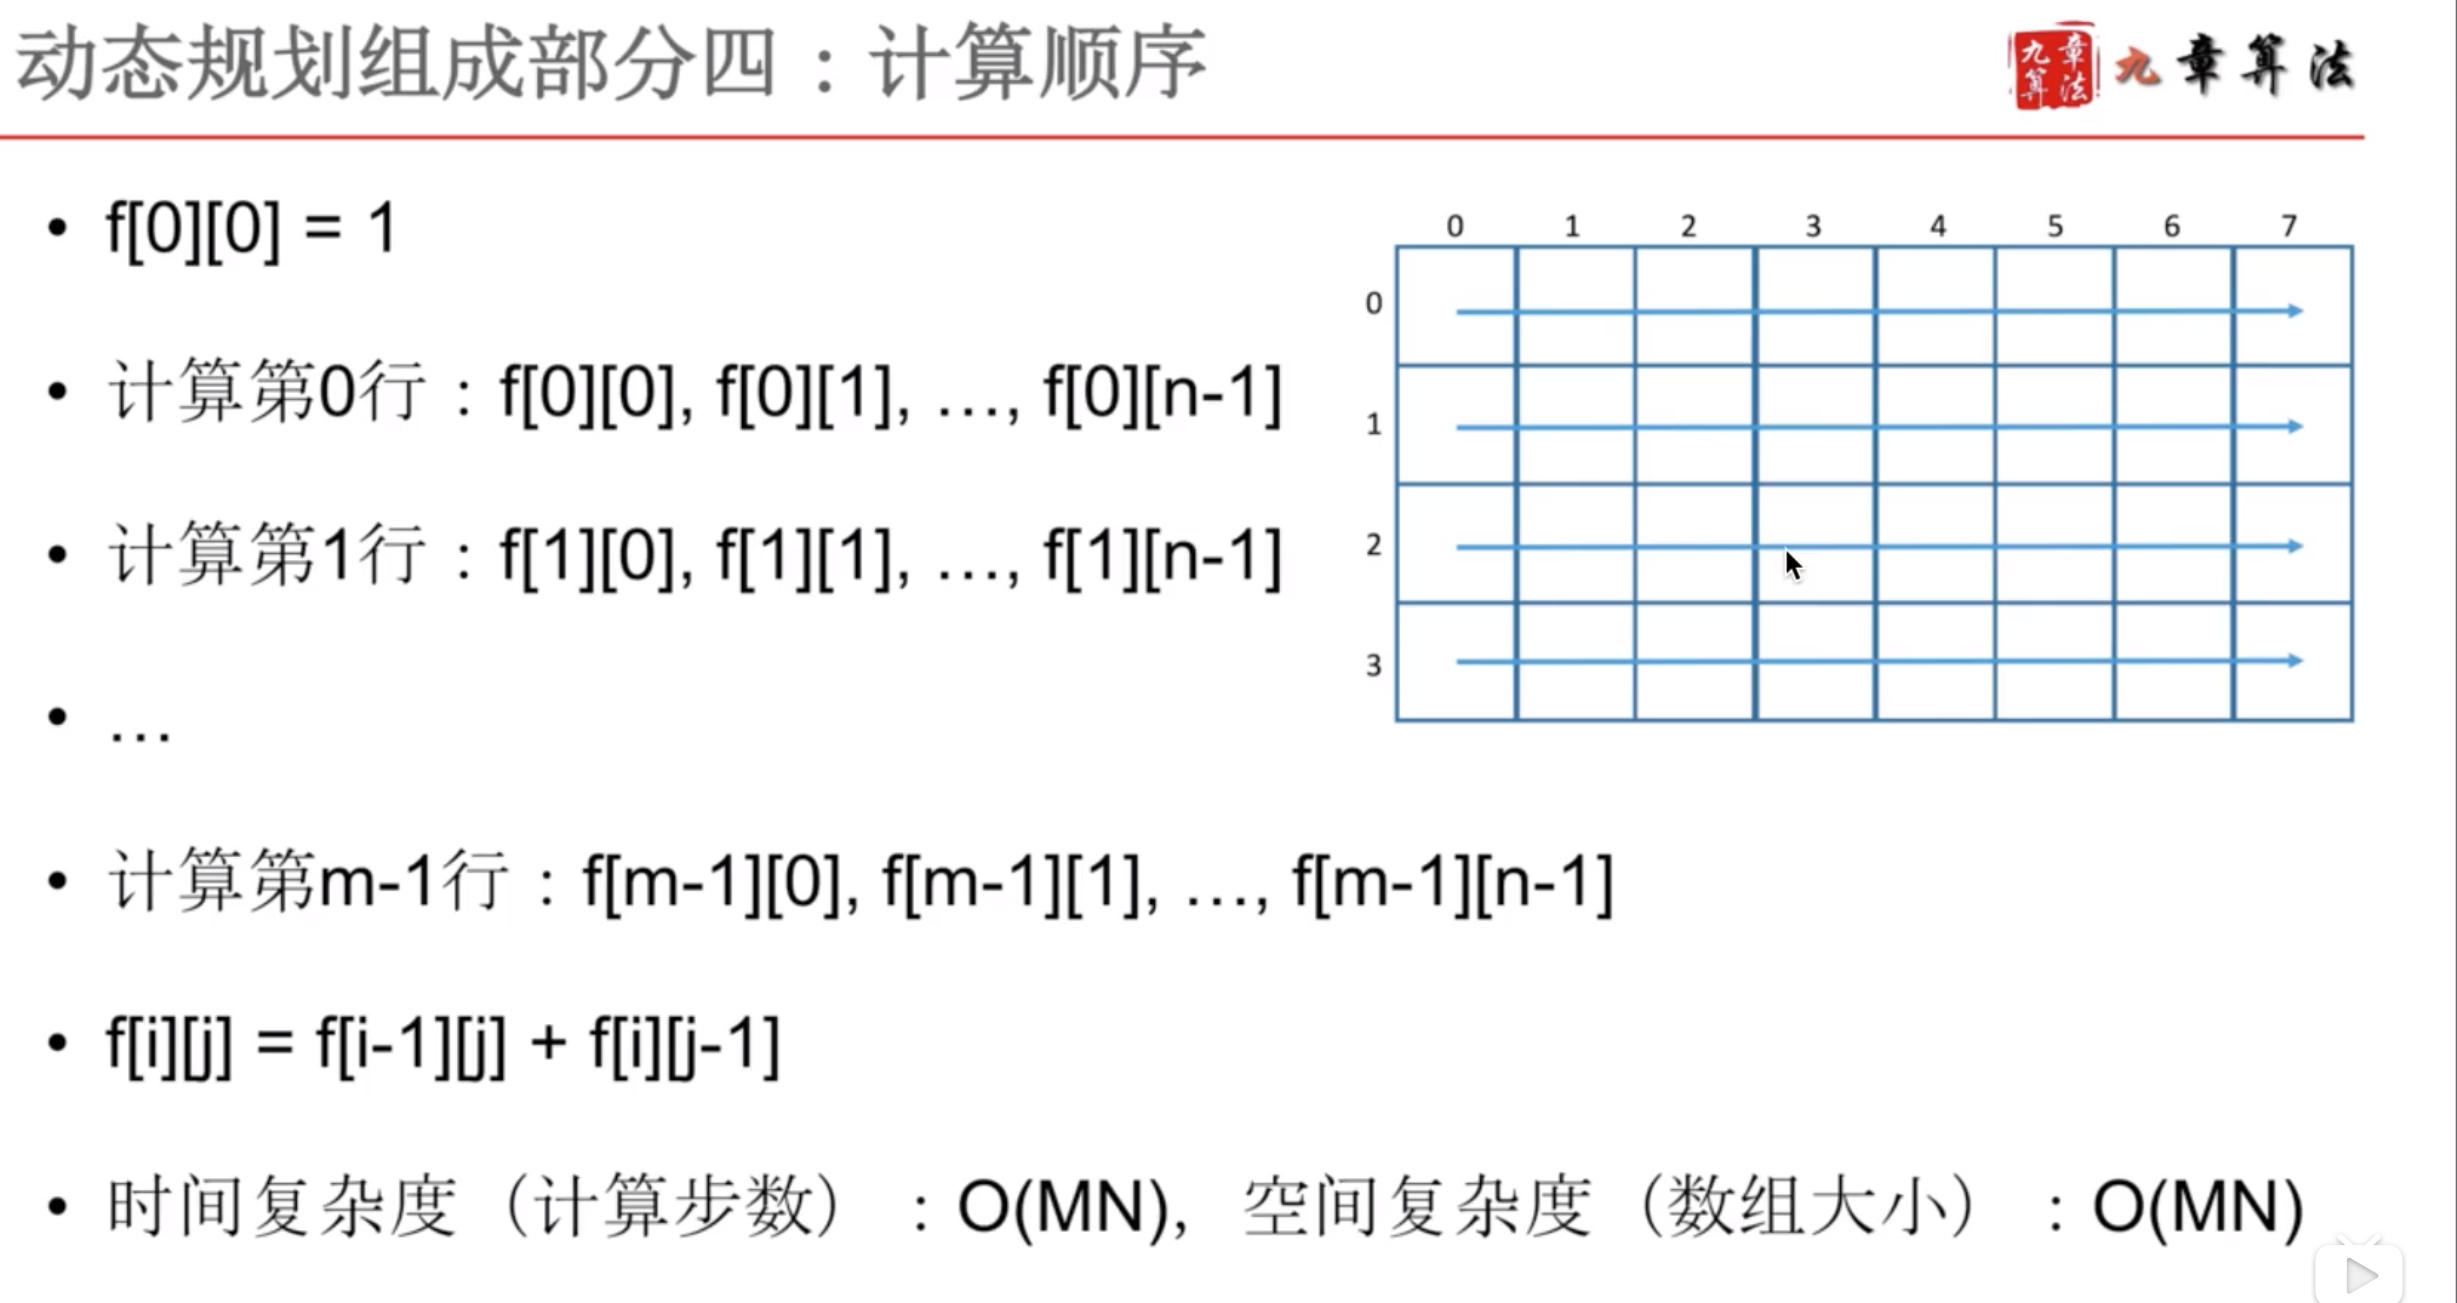 动态规划组成部分四：计算顺序
九章算法 九章算法
• f[0][0] = 1
• 计算第0行：f[0][0], f[0][1], …, f[0][n-1]
• 计算第1行：f[1][0], f[1][1], …, f[1][n-1]
• …
• 计算第m-1行：f[m-1][0], f[m-1][1], …, f[m-1][n-1]
• f[i][j] = f[i-1][j] + f[i][j-1]
• 时间复杂度（计算步数）：O(MN)，空间复杂度（数组大小）：O(MN)
0 1 2 3 4 5 6 7
0
1
2
3